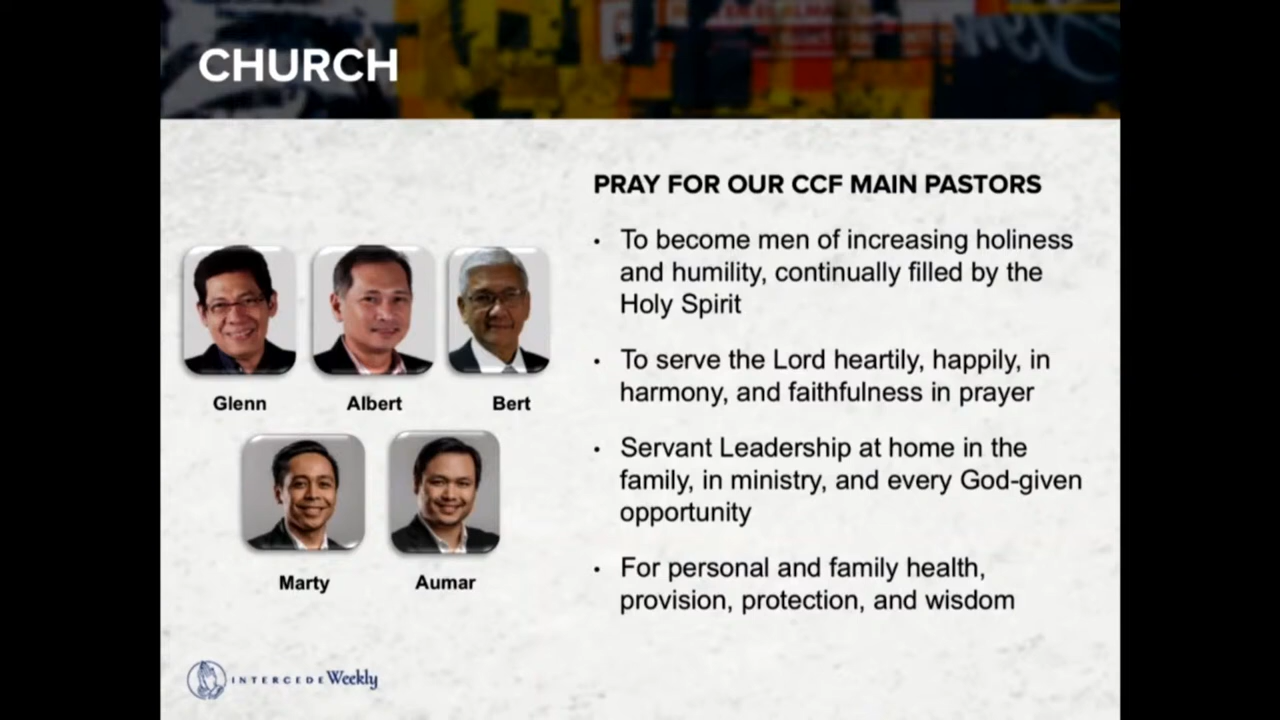 CHURCH
PRAY FOR OUR CCF MAIN PASTORS
• To become men of increasing holiness
and humility, continually filled by the
Holy Spirit
• To serve the Lord heartily, happily, in
harmony, and faithfulness in prayer
• Servant Leadership at home in the
family, in ministry, and every God-given
opportunity
• For personal and family health,
provision, protection, and wisdom
Glenn Albert Bert
Marty Aumar
INTERCEDE Weekly